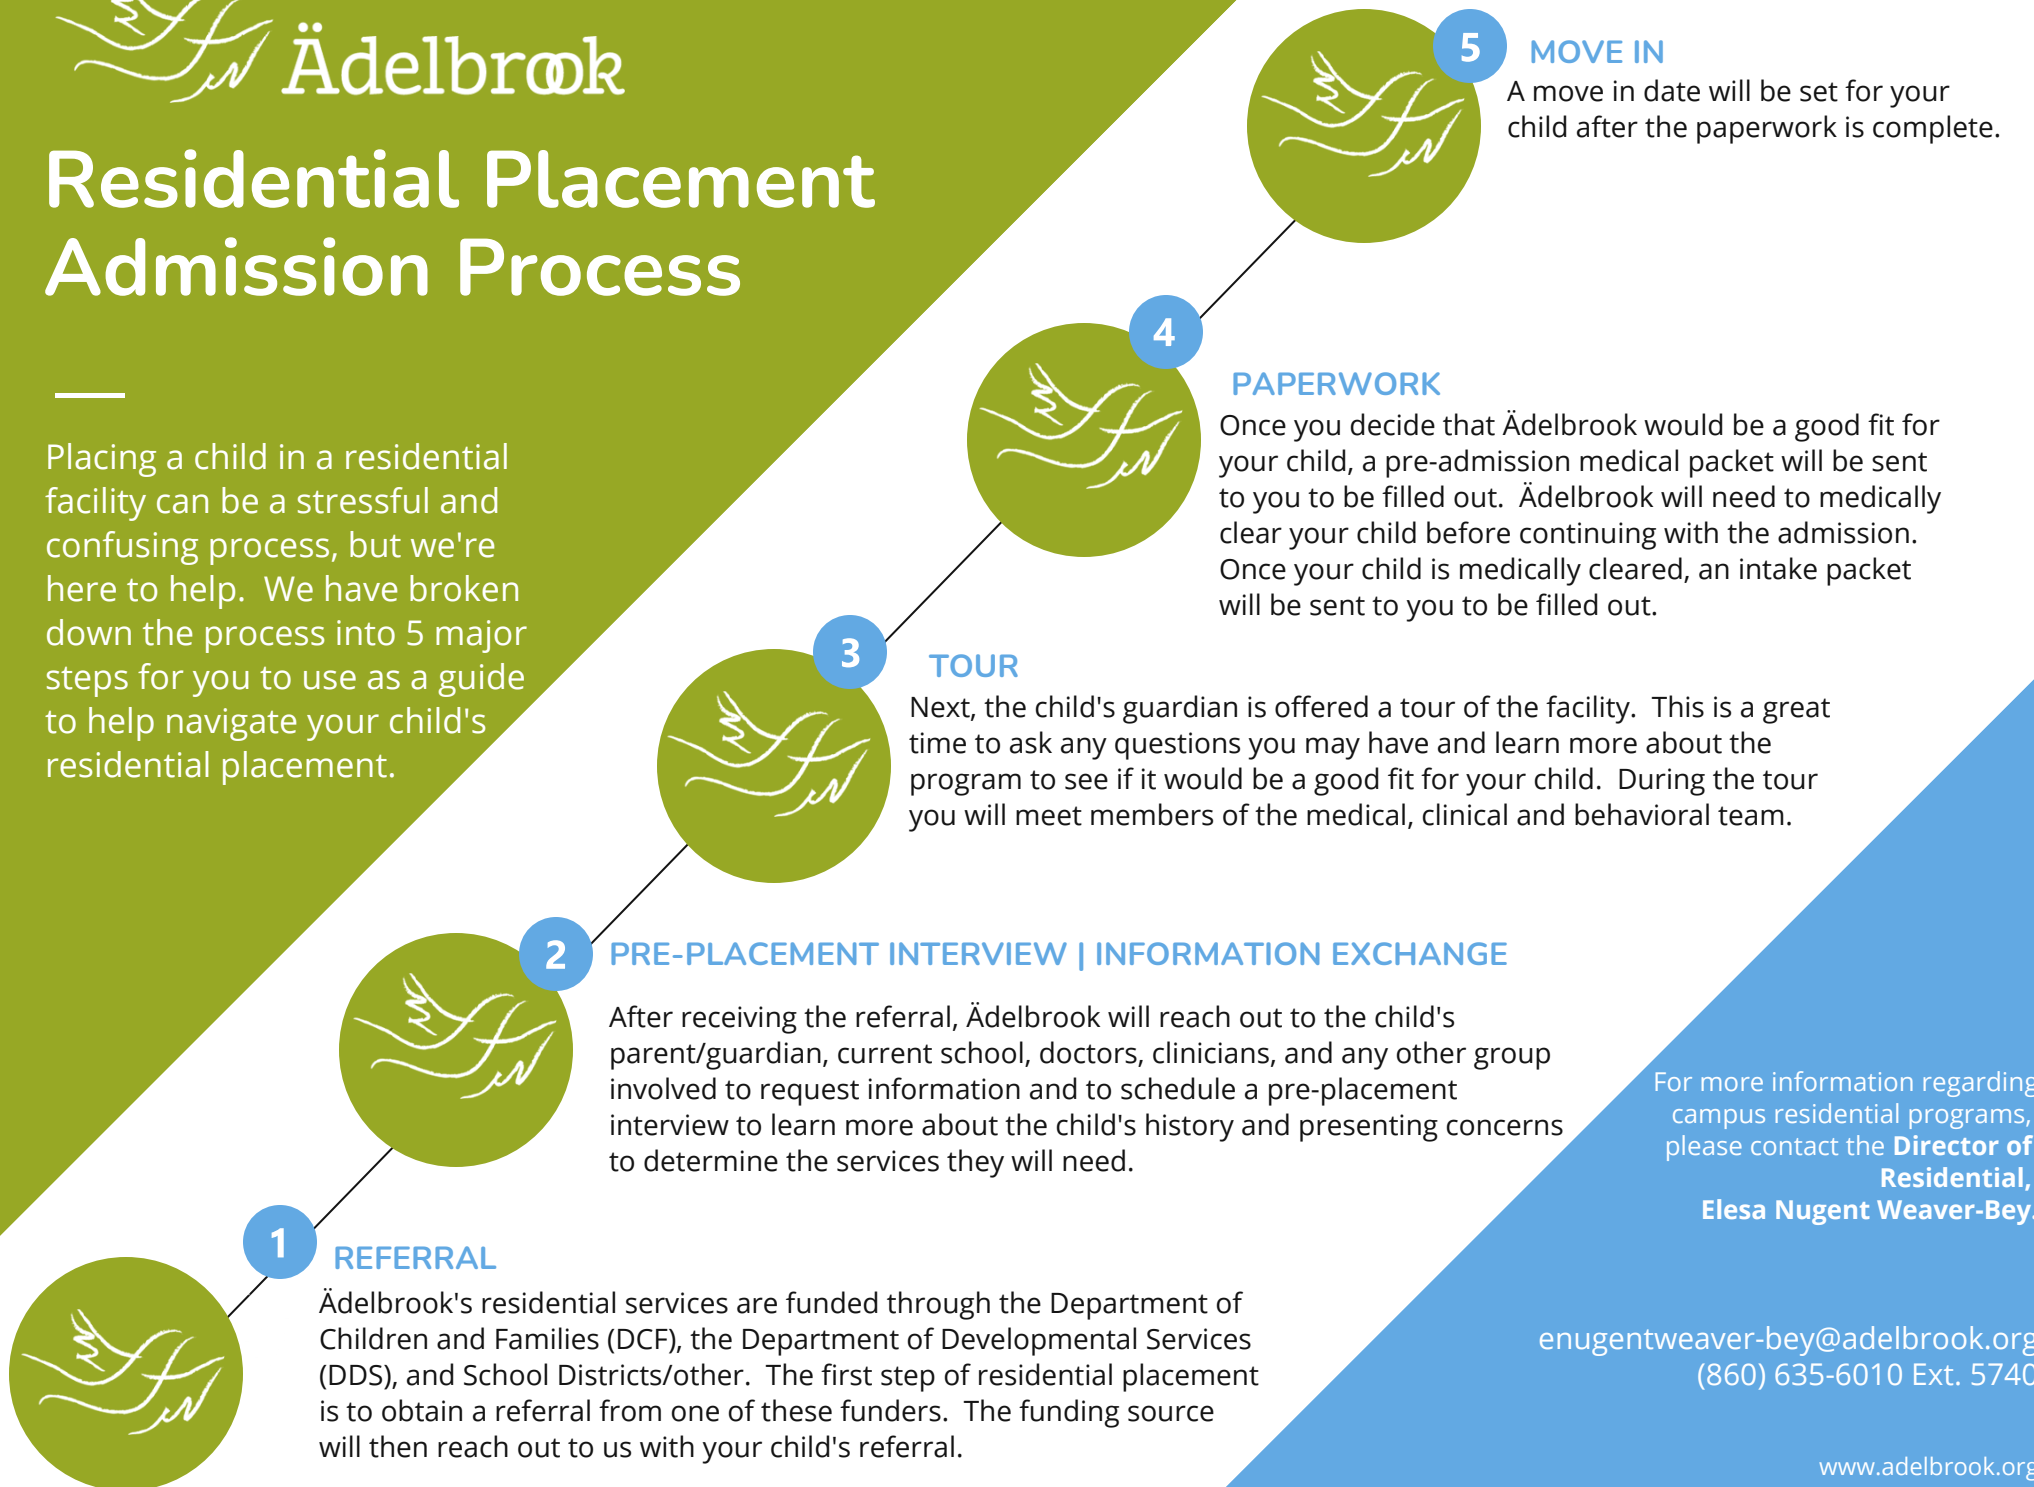 Ädelbrook
Residential Placement
Admission Process
Placing a child in a residential
facility can be a stressful and
confusing process, but we're
here to help.  We have broken
down the process into 5 major
steps for you to use as a guide
to help navigate your child's
residential placement.
5
MOVE IN
A move in date will be set for your
child after the paperwork is complete.
4
PAPERWORK
Once you decide that Ädelbrook would be a good fit for
your child, a pre-admission medical packet will be sent
to you to be filled out.  Ädelbrook will need to medically
clear your child before continuing with the admission.
Once your child is medically cleared, an intake packet
will be sent to you to be filled out.
3
TOUR
Next, the child's guardian is offered a tour of the facility.  This is a great
time to ask any questions you may have and learn more about the
program to see if it would be a good fit for your child.  During the tour
you will meet members of the medical, clinical and behavioral team.
2
PRE-PLACEMENT INTERVIEW | INFORMATION EXCHANGE
After receiving the referral, Ädelbrook will reach out to the child's
parent/guardian, current school, doctors, clinicians, and any other group
involved to request information and to schedule a pre-placement
interview to learn more about the child's history and presenting concerns
to determine the services they will need.
1
REFERRAL
Ädelbrook's residential services are funded through the Department of
Children and Families (DCF), the Department of Developmental Services
(DDS), and School Districts/other.  The first step of residential placement
is to obtain a referral from one of these funders.  The funding source
will then reach out to us with your child's referral.
For more information regarding
campus residential programs,
please contact the Director of
Residential,
Elesa Nugent Weaver-Bey.
enugentweaver-bey@adelbrook.org
(860) 635-6010 Ext. 5740
www.adelbrook.org